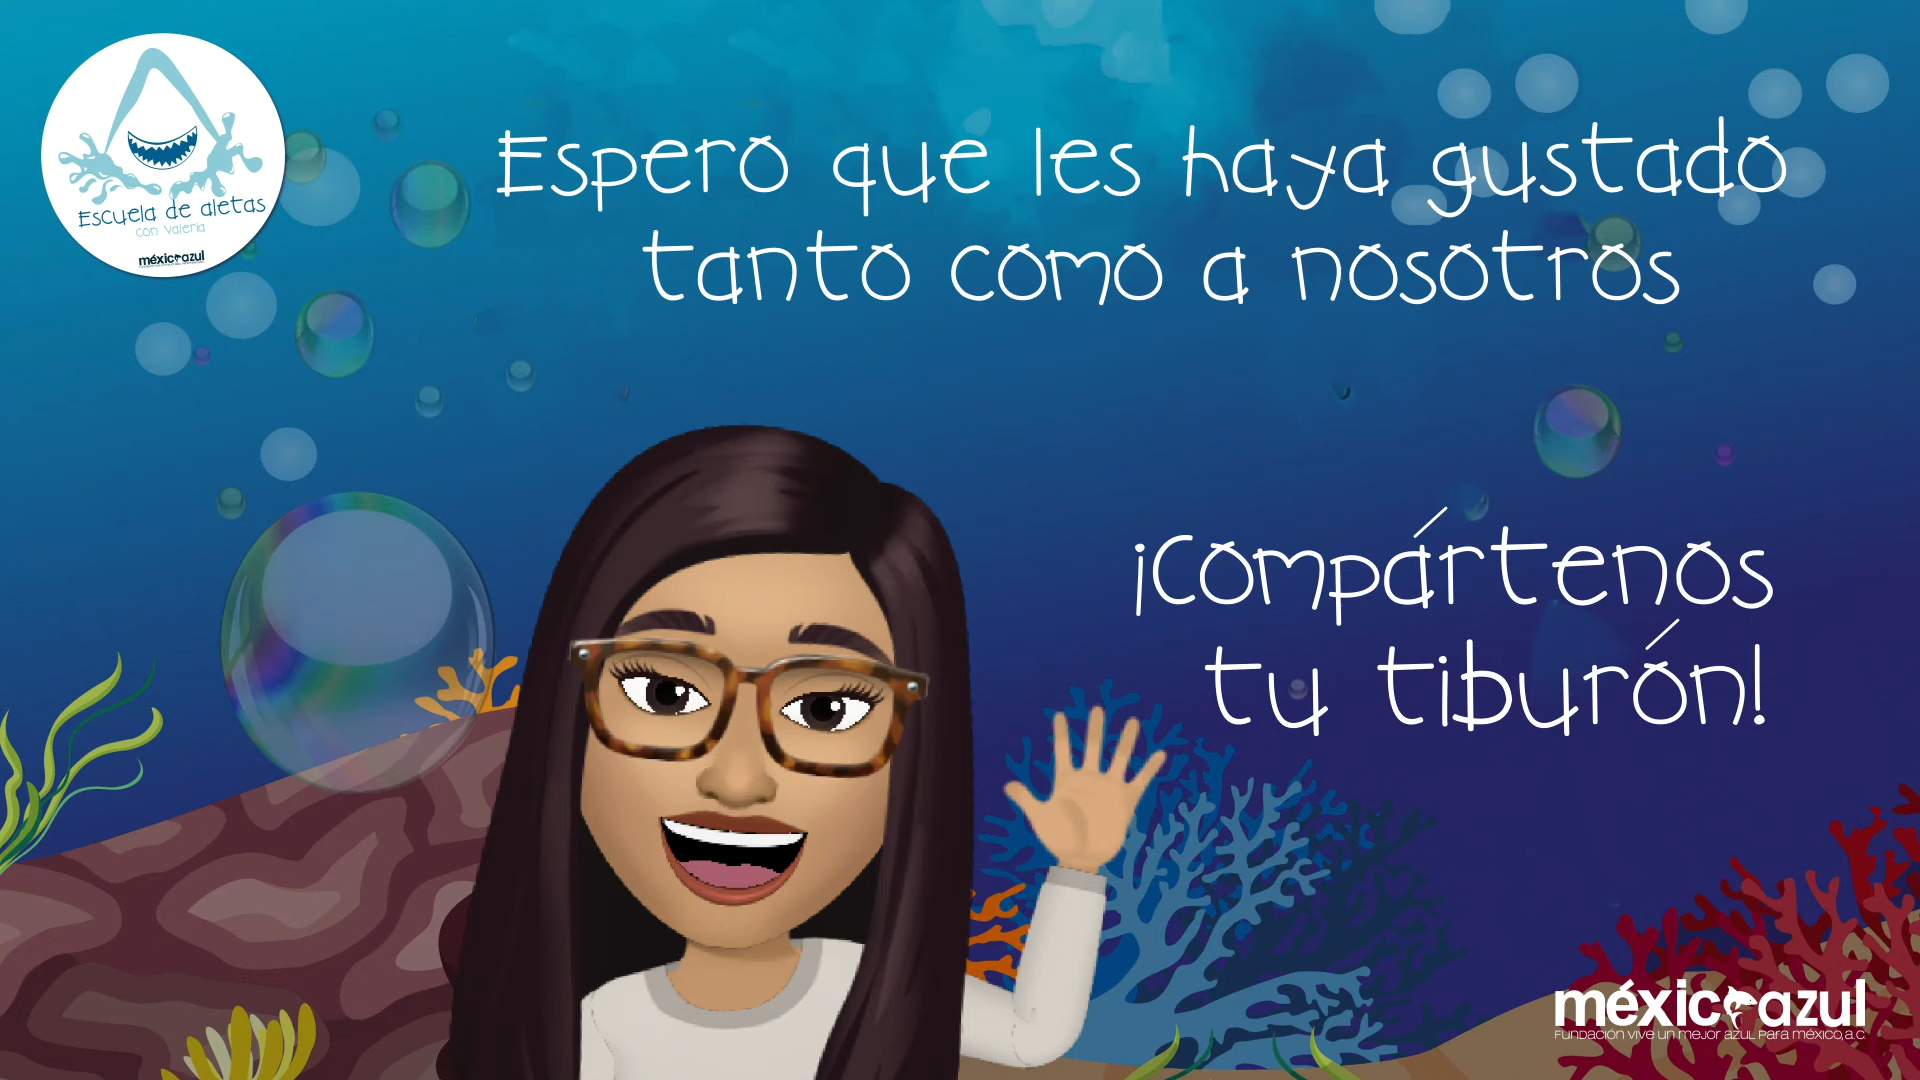 Escuela de aletas
con Valeria
méxicoazul
Espero que les haya gustado
tanto como a nosotros
¡Compártenos
tu tiburón!
méxicoazul
FUNDACIÓN VIVE UN MEJOR AZUL PARA MÉXICO, A.C.